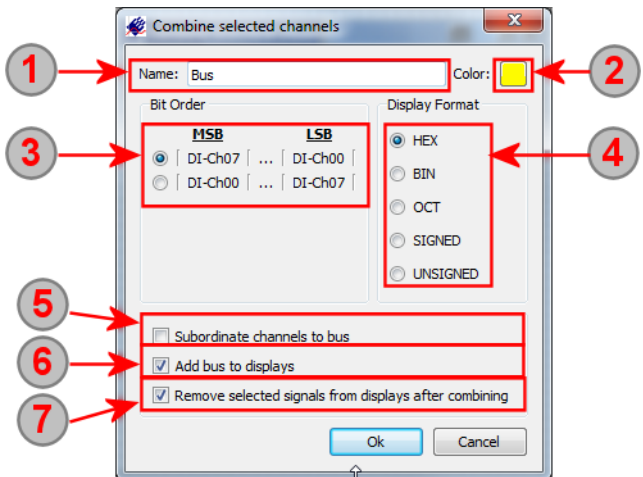 Combine selected channels
1
Name: Bus
Color:
2
Bit Order
Display Format
3
MSB LSB
DI-Ch07 ... DI-Ch00
DI-Ch00 ... DI-Ch07
HEX
BIN
OCT
SIGNED
UNSIGNED
4
5
Subordinate channels to bus
6
Add bus to displays
7
Remove selected signals from displays after combining
Ok
Cancel